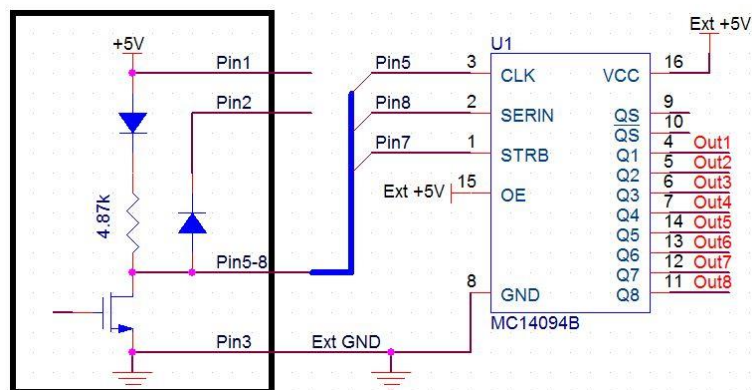 +5V
Pin1
Pin2
4.87k
Pin5-8
Pin3
Ext GND
Pin5
Pin8
Pin7
Ext +5V
U1
3
CLK
2
SERIN
1
STRB
15
OE
8
GND
MC14094B
Ext +5V
VCC
16
QS
9
QS
10
Q1
4
Out1
Q2
5
Out2
Q3
6
Out3
Q4
7
Out4
Q5
14
Out5
Q6
13
Out6
Q7
12
Out7
Q8
11
Out8